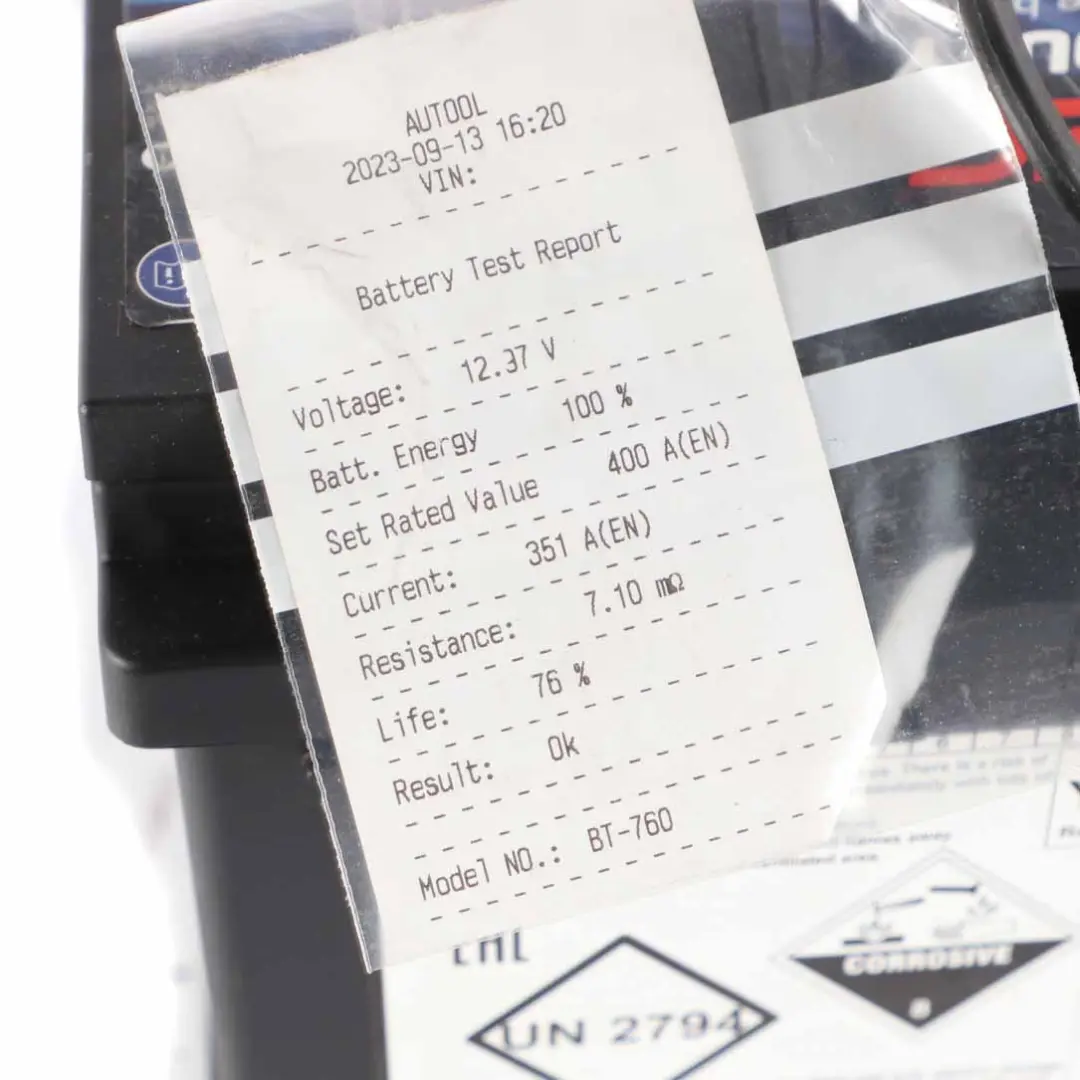 AUTOOL
2023-09-13 16:20
VIN:
Battery Test Report
Voltage: 12.37 V
Batt. Energy 100 %
Set Rated Value 400 A(EN)
Current: 351 A(EN)
Resistance: 7.10 mΩ
Life: 76 %
Result: Ok
Model NO.: BT-760
EHC
UN 2794
CORROSIVE
8